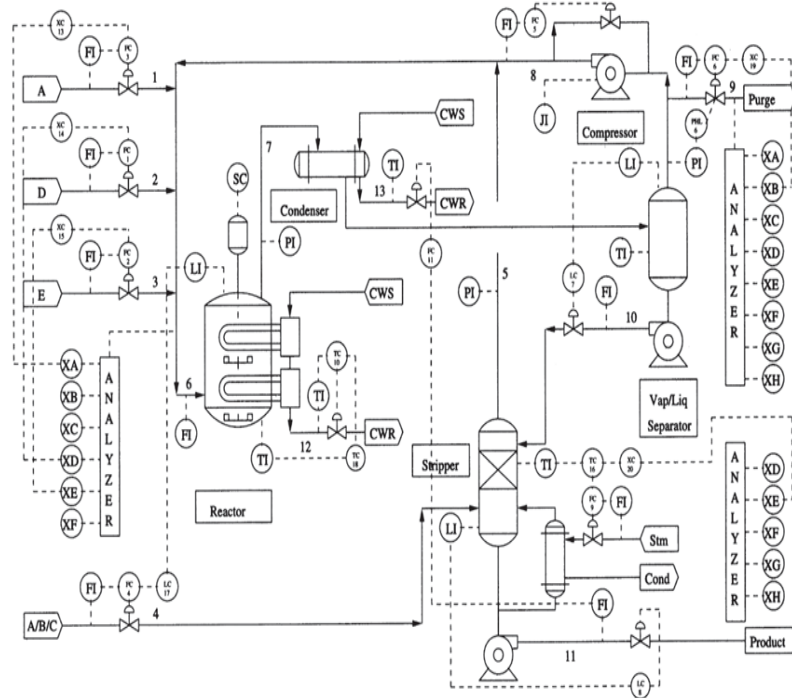 XC
13
FC
3
FI
A
1
XC
14
FC
1
FI
D
2
XC
15
FC
2
FI
E
3
LI
SC
7
Condenser
PI
CWS
TI
13
CWR
FC
11
FI
FC
5
8
JI
Compressor
FI
FC
6
XC
19
9
Purge
PHL
6
PI
LI
TI
LC
7
FI
10
Vap/Liq
Separator
ANALYZER
XA
XB
XC
XD
XE
XF
XG
XH
5
PI
CWS
TC
10
TI
12
CWR
TC
18
TI
6
FI
Reactor
ANALYZER
XA
XB
XC
XD
XE
XF
Stripper
TI
TC
16
XC
20
FC
9
FI
Stm
Cond
LI
ANALYZER
XD
XE
XF
XG
XH
FI
FC
4
LC
17
A/B/C
4
FI
11
LC
8
Product